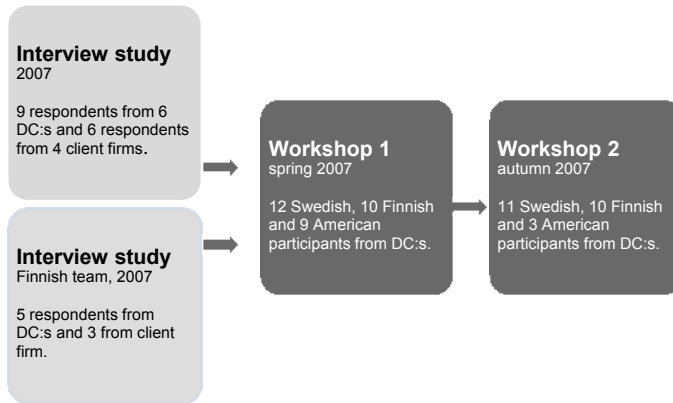 Interview study
2007
9 respondents from 6
DC:s and 6 respondents
from 4 client firms.
Interview study
Finnish team, 2007
5 respondents from
DC:s and 3 from client
firm.
Workshop 1
spring 2007
12 Swedish, 10 Finnish
and 9 American
participants from DC:s.
Workshop 2
autumn 2007
11 Swedish, 10 Finnish
and 3 American
participants from DC:s.